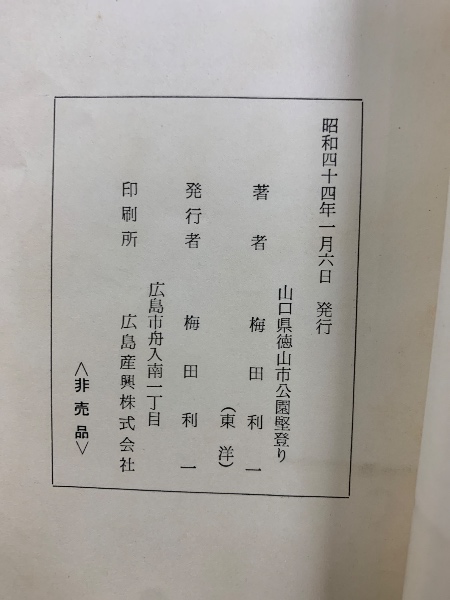 昭和四十四年一月六日　発行
山口県徳山市公園堅登り
著者　梅田利一
（東洋）
発行者　梅田利一
広島市舟入南一丁目
印刷所　広島産興株式会社
＜非売品＞